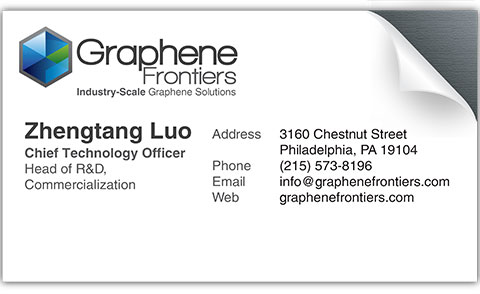 Graphene
Frontiers
Industry-Scale Graphene Solutions
Zhengtang Luo
Chief Technology Officer
Head of R&D,
Commercialization
Address 3160 Chestnut Street
Philadelphia, PA 19104
Phone (215) 573-8196
Email info@graphenefrontiers.com
Web graphenefrontiers.com